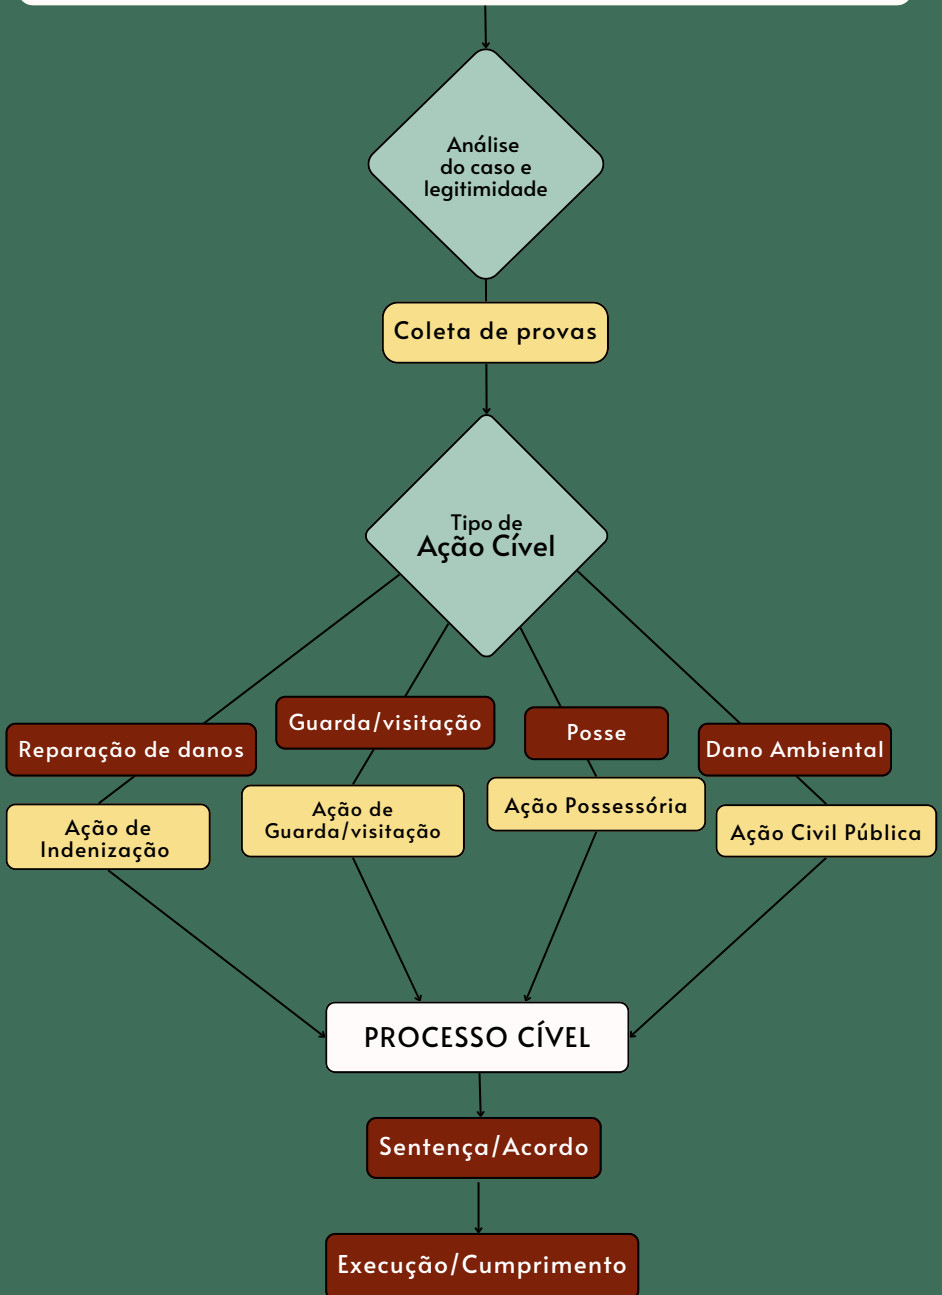 Análise
do caso e
legitimidade
Coleta de provas
Tipo de
Ação Cível
Reparação de danos
Guarda/visitação
Posse
Dano Ambiental
Ação de
Indenização
Ação de
Guarda/visitação
Ação Possessória
Ação Civil Pública
PROCESSO CÍVEL
Sentença/Acordo
Execução/Cumprimento